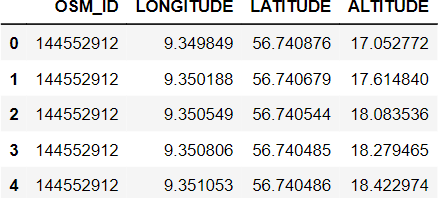 OSM_ID LONGITUDE LATITUDE ALTITUDE
0 144552912 9.349849 56.740876 17.052772
1 144552912 9.350188 56.740679 17.614840
2 144552912 9.350549 56.740544 18.083536
3 144552912 9.350806 56.740485 18.279465
4 144552912 9.351053 56.740486 18.422974